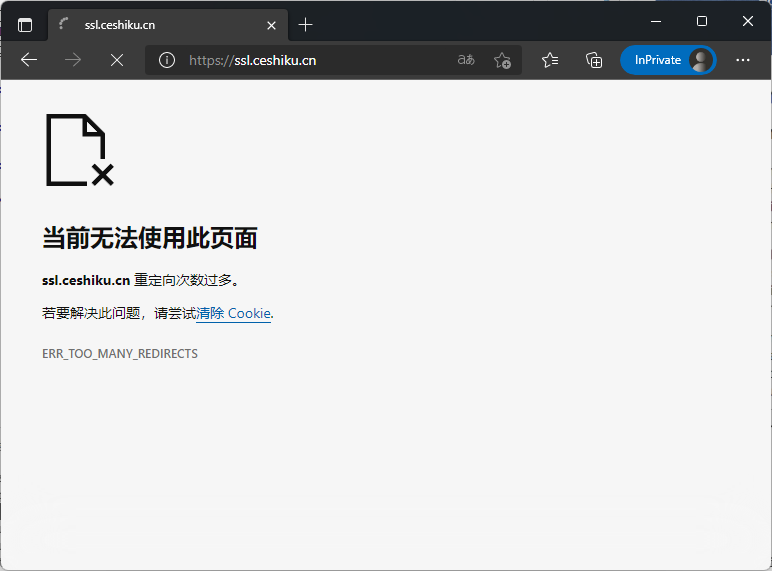 ssl.ceshiku.cn
https://ssl.ceshiku.cn
aあ
InPrivate
当前无法使用此页面
ssl.ceshiku.cn 重定向次数过多。
若要解决此问题，请尝试清除 Cookie.
ERR_TOO_MANY_REDIRECTS